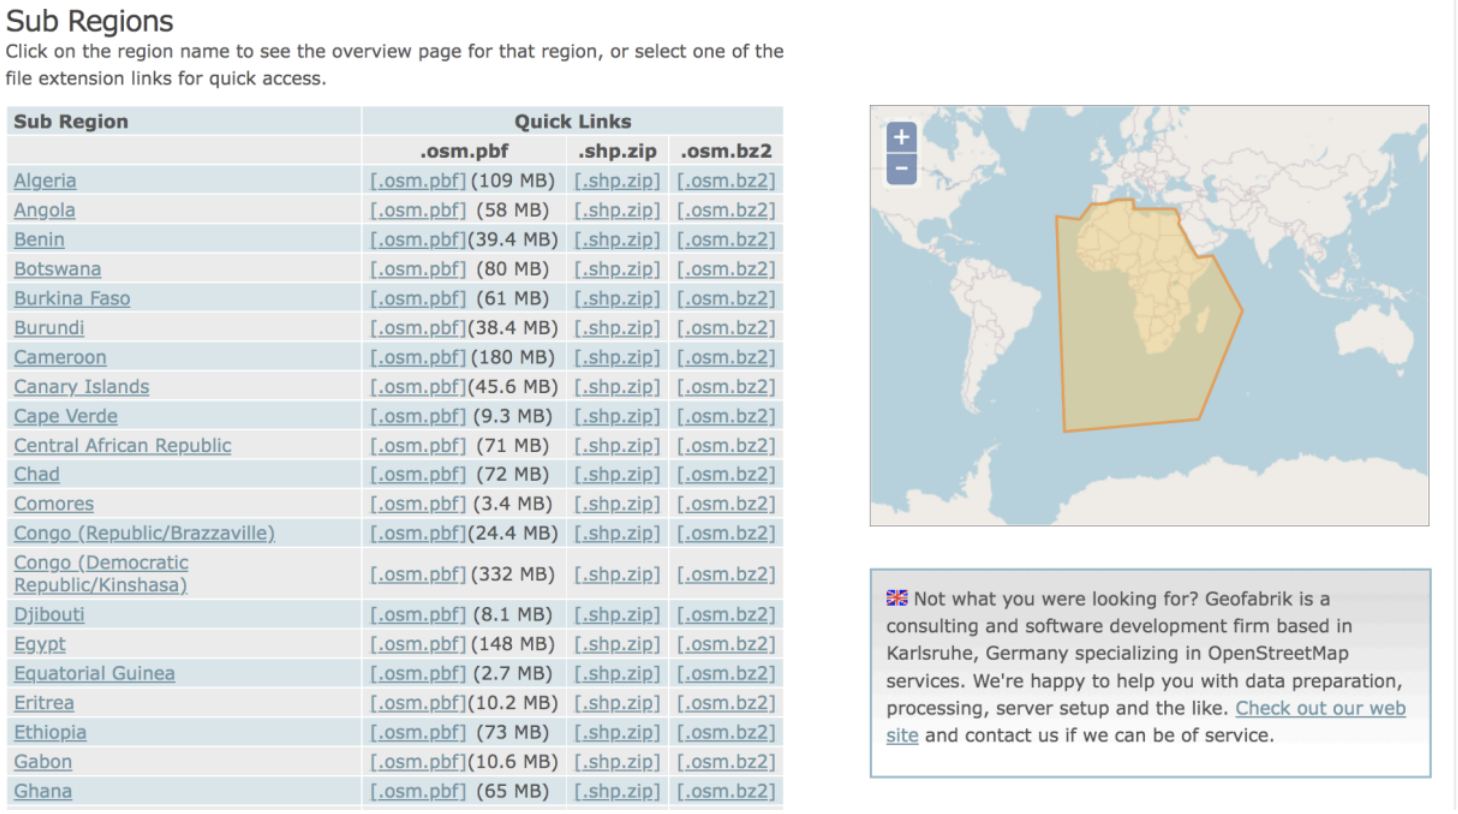 Sub Regions
Click on the region name to see the overview page for that region, or select one of the
file extension links for quick access.
Sub Region Quick Links
.osm.pbf .shp.zip .osm.bz2
Algeria [.osm.pbf] (109 MB) [.shp.zip] [.osm.bz2]
Angola [.osm.pbf] (58 MB) [.shp.zip] [.osm.bz2]
Benin [.osm.pbf] (39.4 MB) [.shp.zip] [.osm.bz2]
Botswana [.osm.pbf] (80 MB) [.shp.zip] [.osm.bz2]
Burkina Faso [.osm.pbf] (61 MB) [.shp.zip] [.osm.bz2]
Burundi [.osm.pbf] (38.4 MB) [.shp.zip] [.osm.bz2]
Cameroon [.osm.pbf] (180 MB) [.shp.zip] [.osm.bz2]
Canary Islands [.osm.pbf] (45.6 MB) [.shp.zip] [.osm.bz2]
Cape Verde [.osm.pbf] (9.3 MB) [.shp.zip] [.osm.bz2]
Central African Republic [.osm.pbf] (71 MB) [.shp.zip] [.osm.bz2]
Chad [.osm.pbf] (72 MB) [.shp.zip] [.osm.bz2]
Comores [.osm.pbf] (3.4 MB) [.shp.zip] [.osm.bz2]
Congo (Republic/Brazzaville) [.osm.pbf] (24.4 MB) [.shp.zip] [.osm.bz2]
Congo (Democratic
Republic/Kinshasa) [.osm.pbf] (332 MB) [.shp.zip] [.osm.bz2]
Djibouti [.osm.pbf] (8.1 MB) [.shp.zip] [.osm.bz2]
Egypt [.osm.pbf] (148 MB) [.shp.zip] [.osm.bz2]
Equatorial Guinea [.osm.pbf] (2.7 MB) [.shp.zip] [.osm.bz2]
Eritrea [.osm.pbf] (10.2 MB) [.shp.zip] [.osm.bz2]
Ethiopia [.osm.pbf] (73 MB) [.shp.zip] [.osm.bz2]
Gabon [.osm.pbf] (10.6 MB) [.shp.zip] [.osm.bz2]
Ghana [.osm.pbf] (65 MB) [.shp.zip] [.osm.bz2]
+
−
Not what you were looking for? Geofabrik is a
consulting and software development firm based in
Karlsruhe, Germany specializing in OpenStreetMap
services. We're happy to help you with data preparation,
processing, server setup and the like. Check out our web
site and contact us if we can be of service.